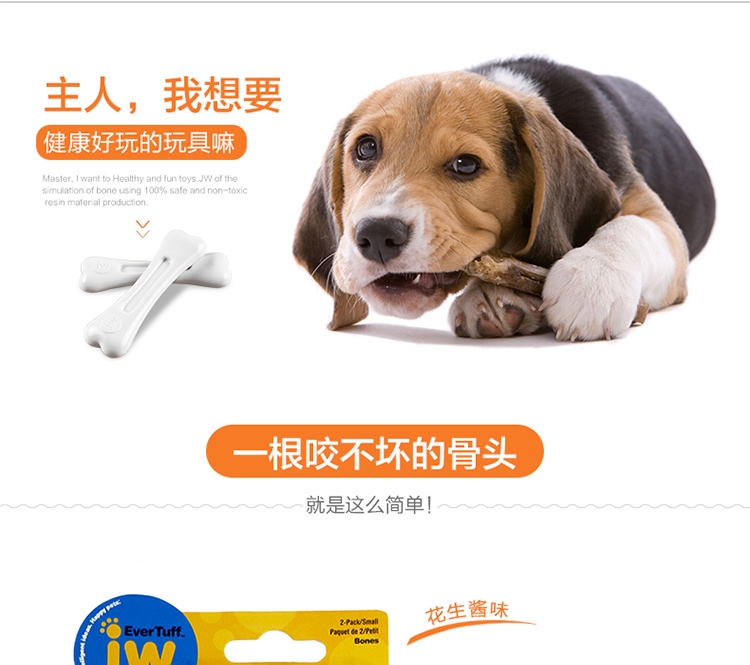 主人，我想要
健康好玩的玩具嘛
Master, I want to Healthy and fun toys.JW of the
simulation of bone using 100% safe and non-toxic
resin material production.
一根咬不坏的骨头
就是这么简单!
Happy pets.
EverTuff
JW
2-Pack/Small
Paquet de 2/Petit
Bones
花生酱味